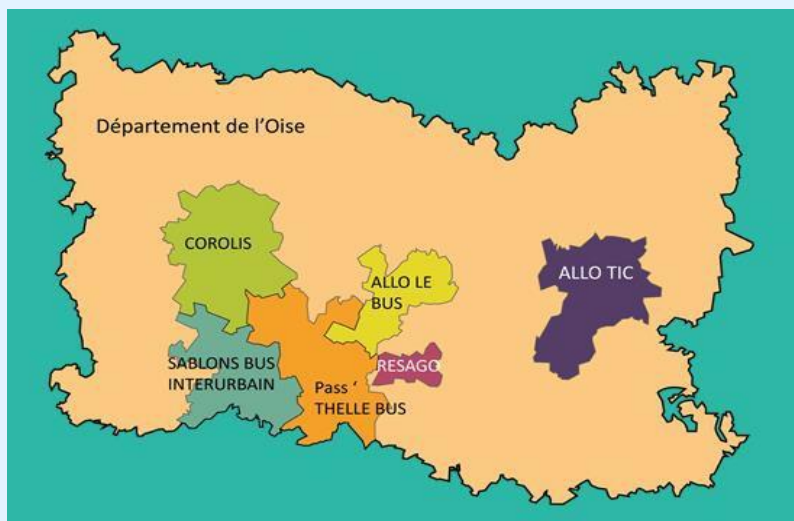 Département de l'Oise
COROLIS
ALLO LE
BUS
ALLO TIC
SABLONS BUS
INTERURBAIN
Pass ‘
THELLE BUS
RESAGO